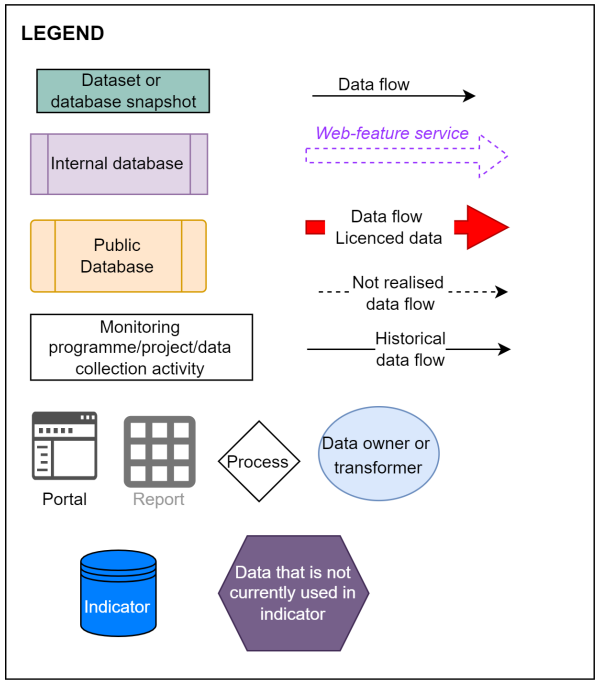 LEGEND
Dataset or
database snapshot
Data flow
Internal database
Web-feature service
Public
Database
Data flow
Licenced data
Not realised
data flow
Monitoring
programme/project/data
collection activity
Historical
data flow
Portal
Report
Process
Data owner or
transformer
Indicator
Data that is not
currently used in
indicator